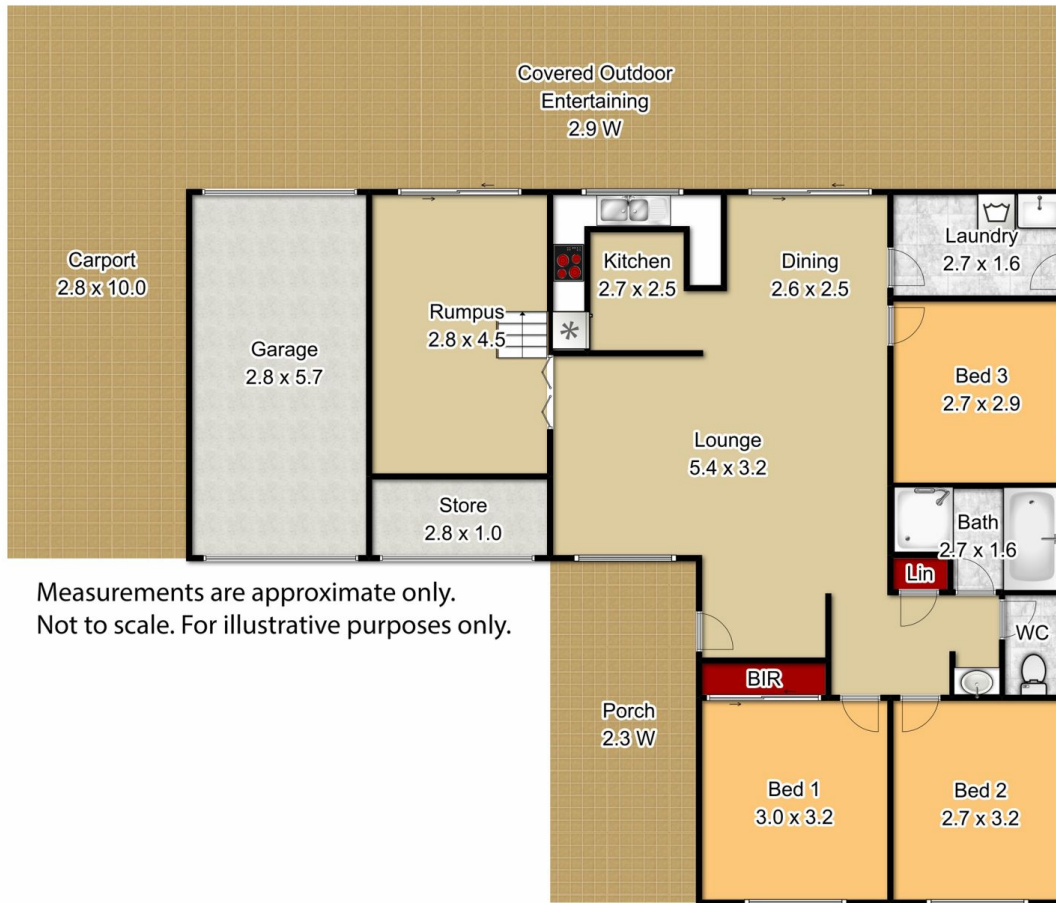 Covered Outdoor
Entertaining
2.9 W
Carport
2.8 x 10.0
Garage
2.8 x 5.7
Rumpus
2.8 x 4.5
Kitchen
2.7 x 2.5
Dining
2.6 x 2.5
Laundry
2.7 x 1.6
Bed 3
2.7 x 2.9
Lounge
5.4 x 3.2
Store
2.8 x 1.0
Bath
2.7 x 1.6
Lin
WC
Measurements are approximate only.
Not to scale. For illustrative purposes only.
BIR
Porch
2.3 W
Bed 1
3.0 x 3.2
Bed 2
2.7 x 3.2